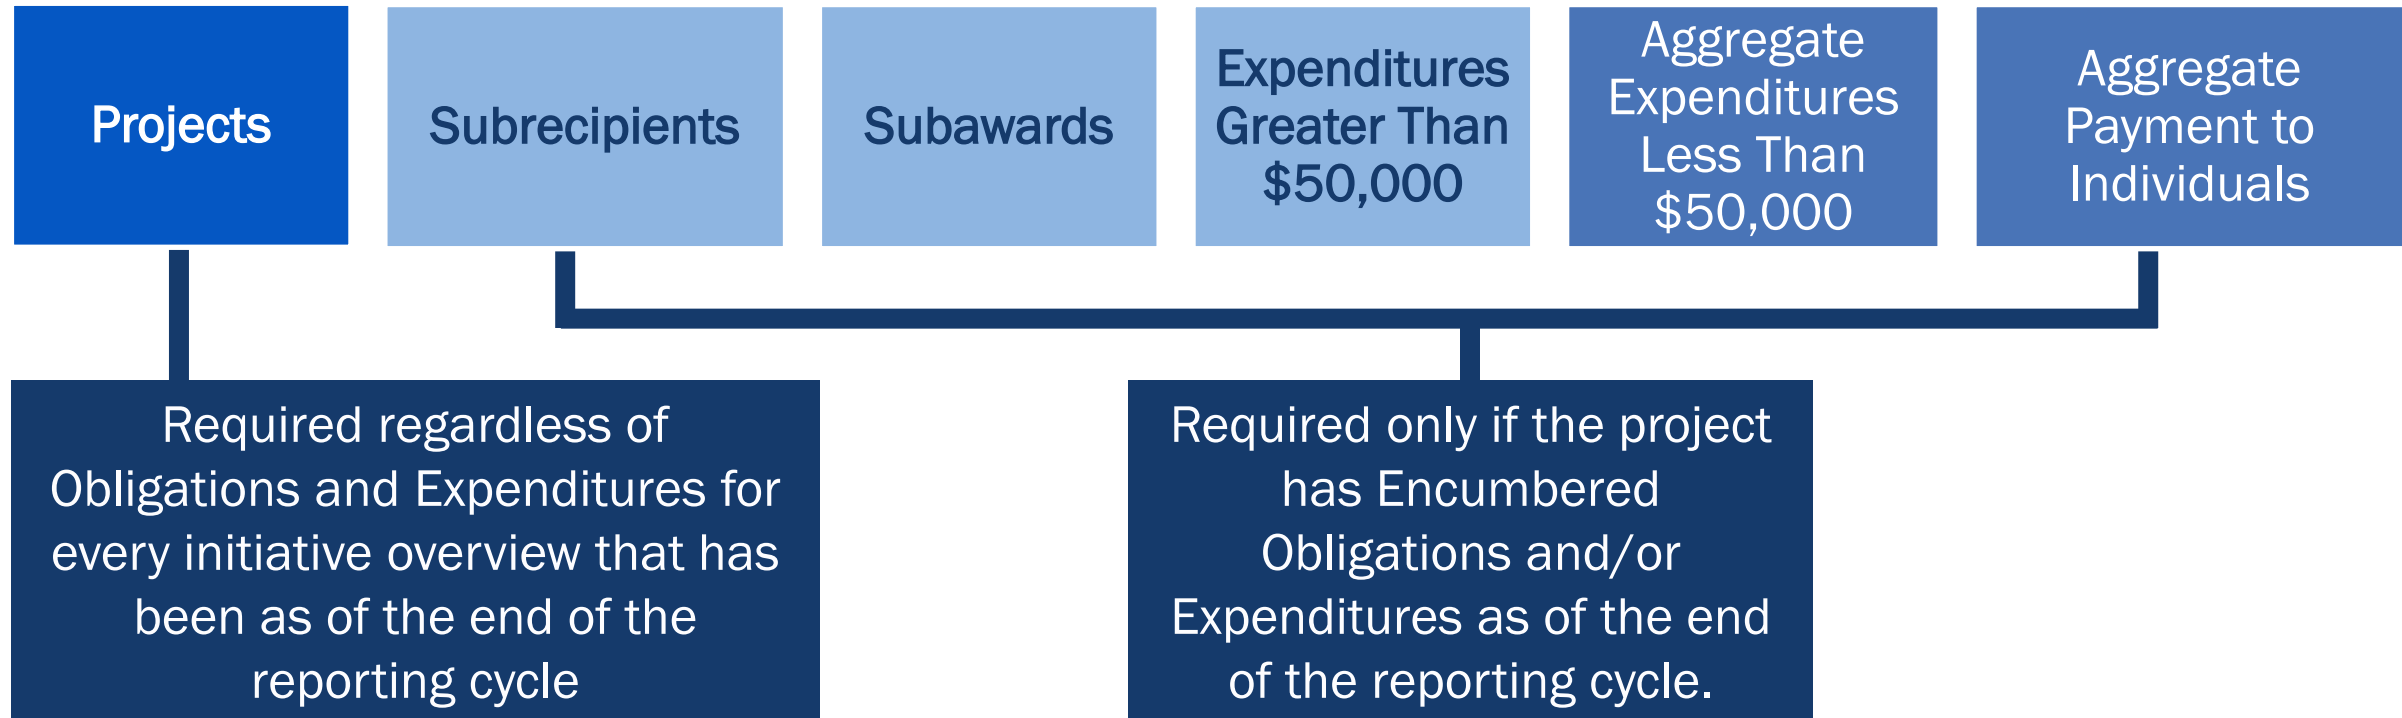 Projects
Subrecipients
Subawards
Expenditures
Greater Than
$50,000
Aggregate
Expenditures
Less Than
$50,000
Aggregate
Payment to
Individuals
Required regardless of
Obligations and Expenditures for
every initiative overview that has
been as of the end of the
reporting cycle
Required only if the project
has Encumbered
Obligations and/or
Expenditures as of the end
of the reporting cycle.